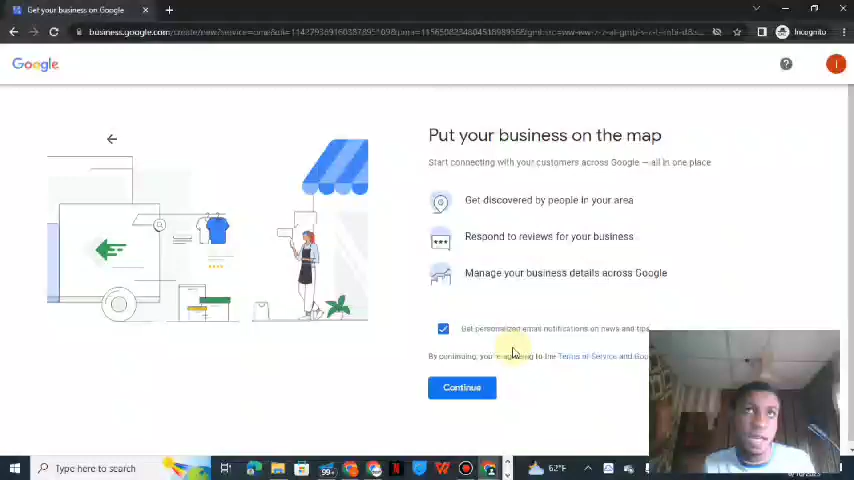 Get your business on Google
business.google.com
Incognito
Google
I
Put your business on the map
Start connecting with your customers across Google — all in one place
Get discovered by people in your area
Respond to reviews for your business
Manage your business details across Google
Get personalized email notifications on news and tips
By continuing, you're agreeing to the Terms of Service and
Continue
Type here to search
99+
62°F